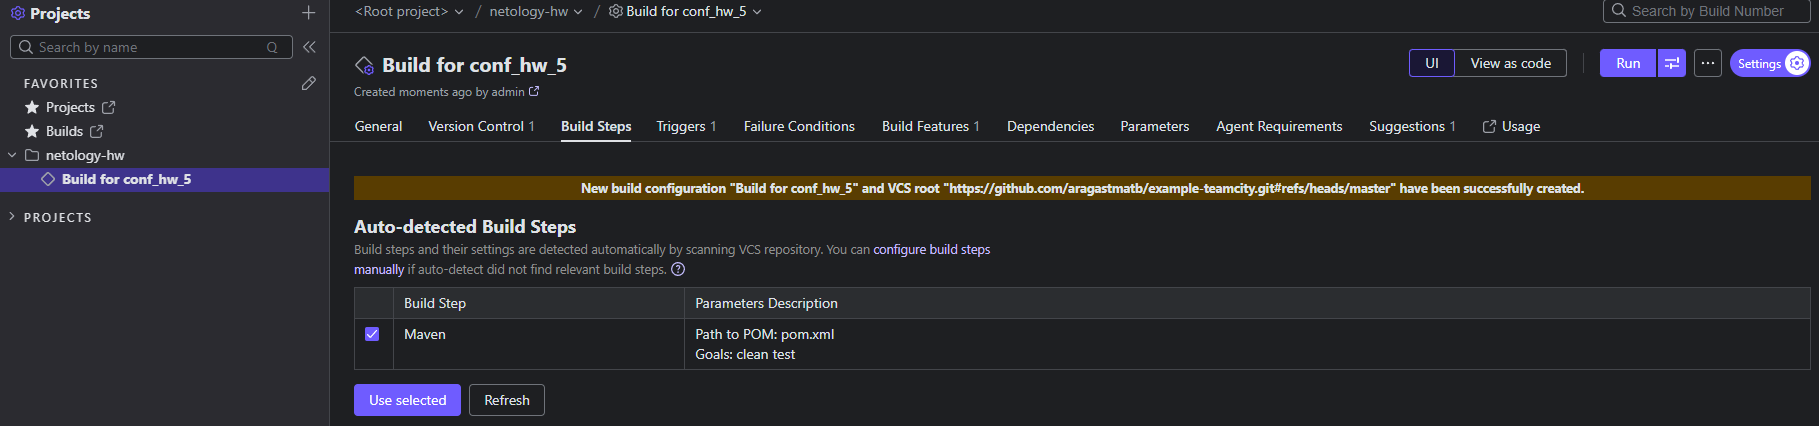 Projects
Search by name
FAVORITES
Projects
Builds
netology-hw
Build for conf_hw_5
PROJECTS
<Root project> / netology-hw / Build for conf_hw_5
Search by Build Number
Build for conf_hw_5
UI View as code Run Settings
Created moments ago by admin
General Version Control 1 Build Steps Triggers 1 Failure Conditions Build Features 1 Dependencies Parameters Agent Requirements Suggestions 1 Usage
New build configuration "Build for conf_hw_5" and VCS root "https://github.com/aragastmatb/example-teamcity.git#refs/heads/master" have been successfully created.
Auto-detected Build Steps
Build steps and their settings are detected automatically by scanning VCS repository. You can configure build steps
manually if auto-detect did not find relevant build steps. ?
Build Step Parameters Description
Maven Path to POM: pom.xml
Goals: clean test
Use selected Refresh